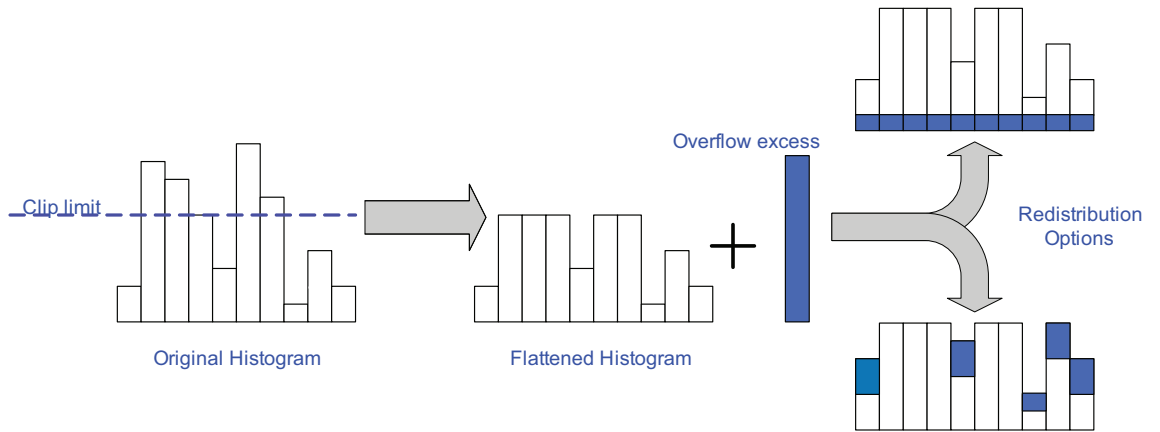 Clip limit
Original Histogram
Flattened Histogram
Overflow excess
Redistribution
Options